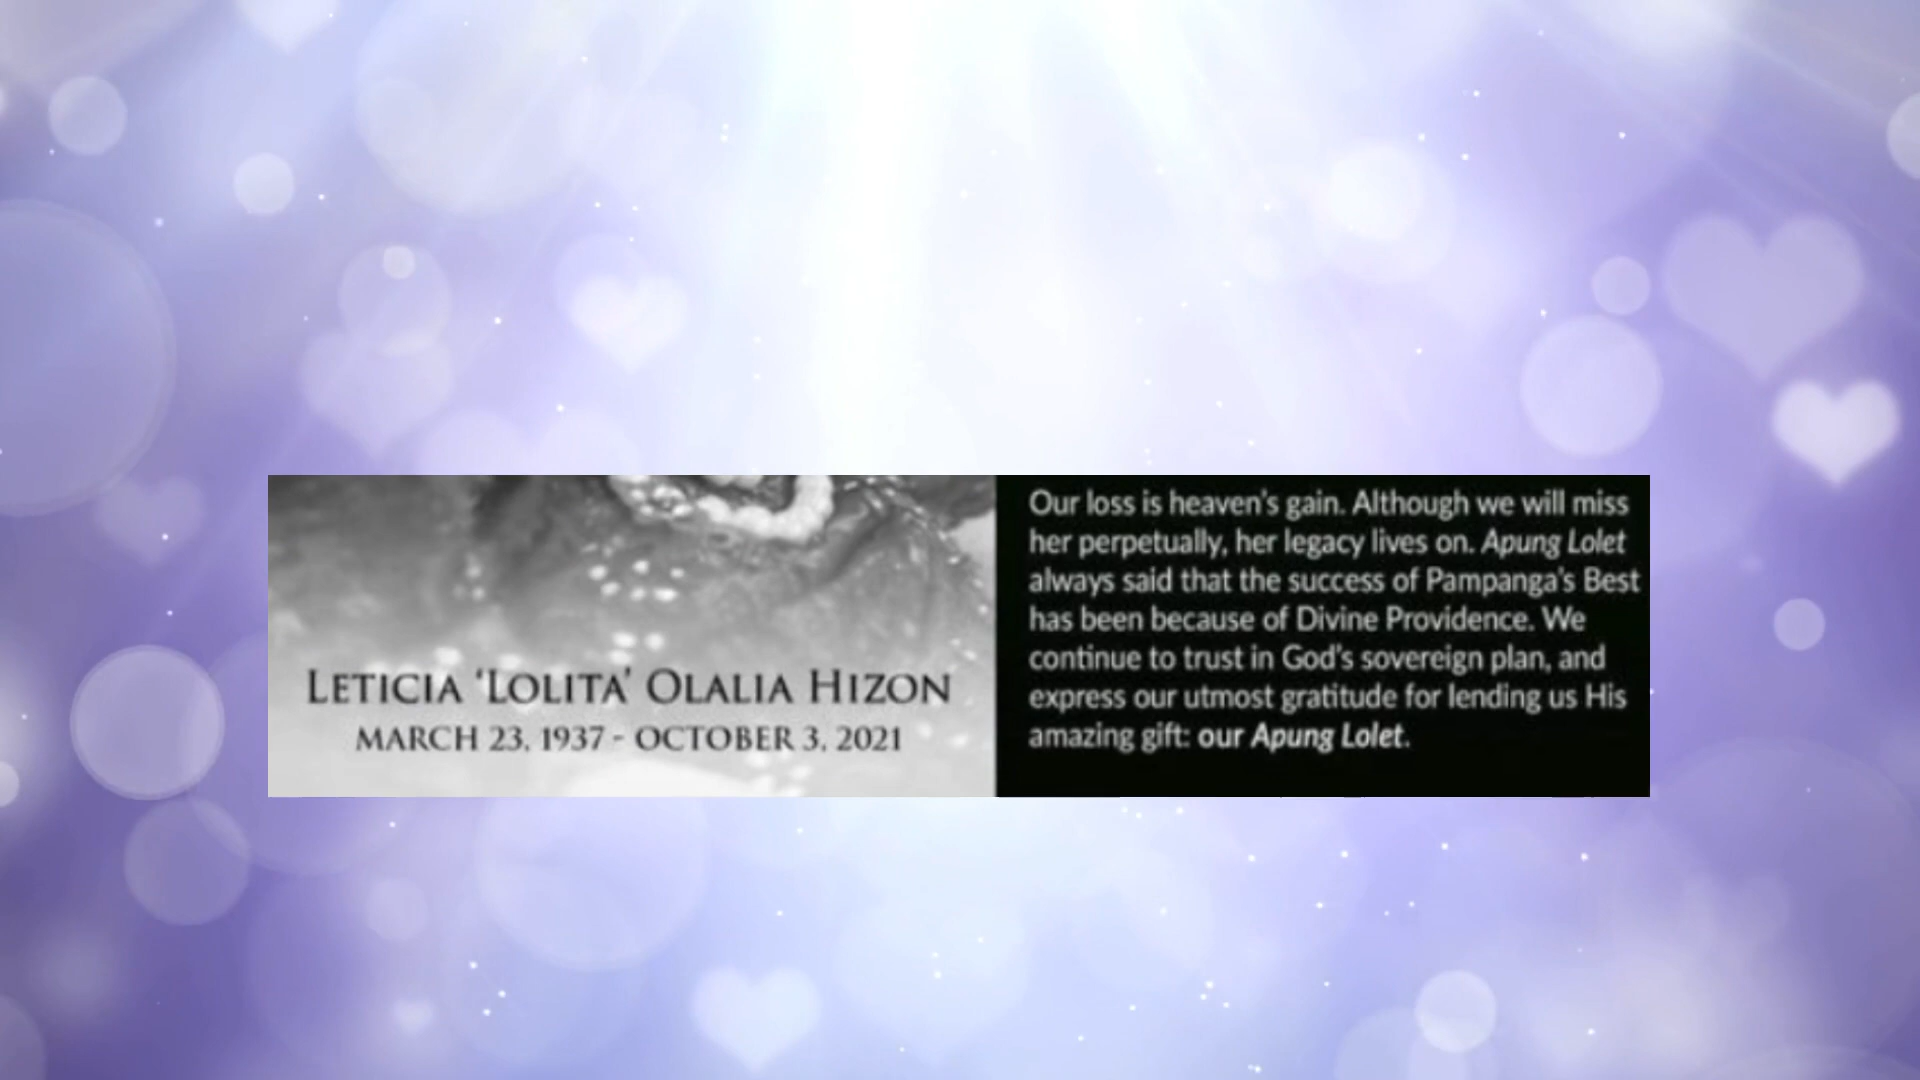 LETICIA ‘LOLITA’ OLALIA HIZON
MARCH 23, 1937 - OCTOBER 3, 2021
Our loss is heaven's gain. Although we will miss
her perpetually, her legacy lives on. Apung Lolet
always said that the success of Pampanga's Best
has been because of Divine Providence. We
continue to trust in God's sovereign plan, and
express our utmost gratitude for lending us His
amazing gift: our Apung Lolet.